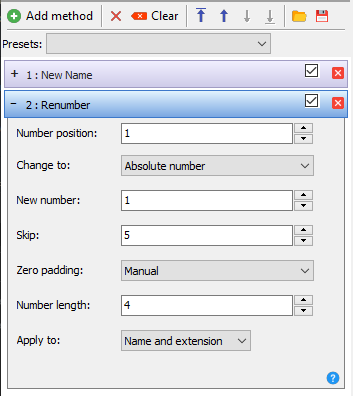 Add method Clear
Presets:
+ 1 : New Name
- 2 : Renumber
Number position: 1
Change to: Absolute number
New number: 1
Skip: 5
Zero padding: Manual
Number length: 4
Apply to: Name and extension
?